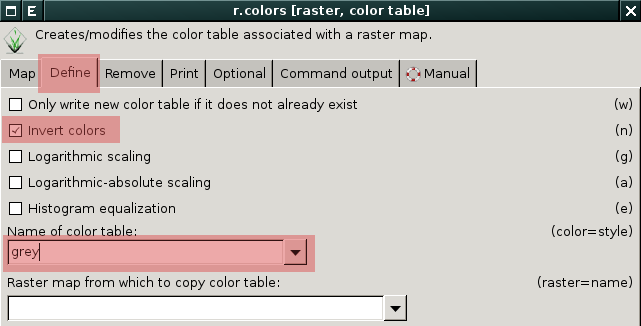 r.colors [raster, color table]
Creates/modifies the color table associated with a raster map.
Map Define Remove Print Optional Command output Manual
Only write new color table if it does not already exist (w)
Invert colors (n)
Logarithmic scaling (g)
Logarithmic-absolute scaling (a)
Histogram equalization (e)
Name of color table: (color=style)
grey
Raster map from which to copy color table: (raster=name)